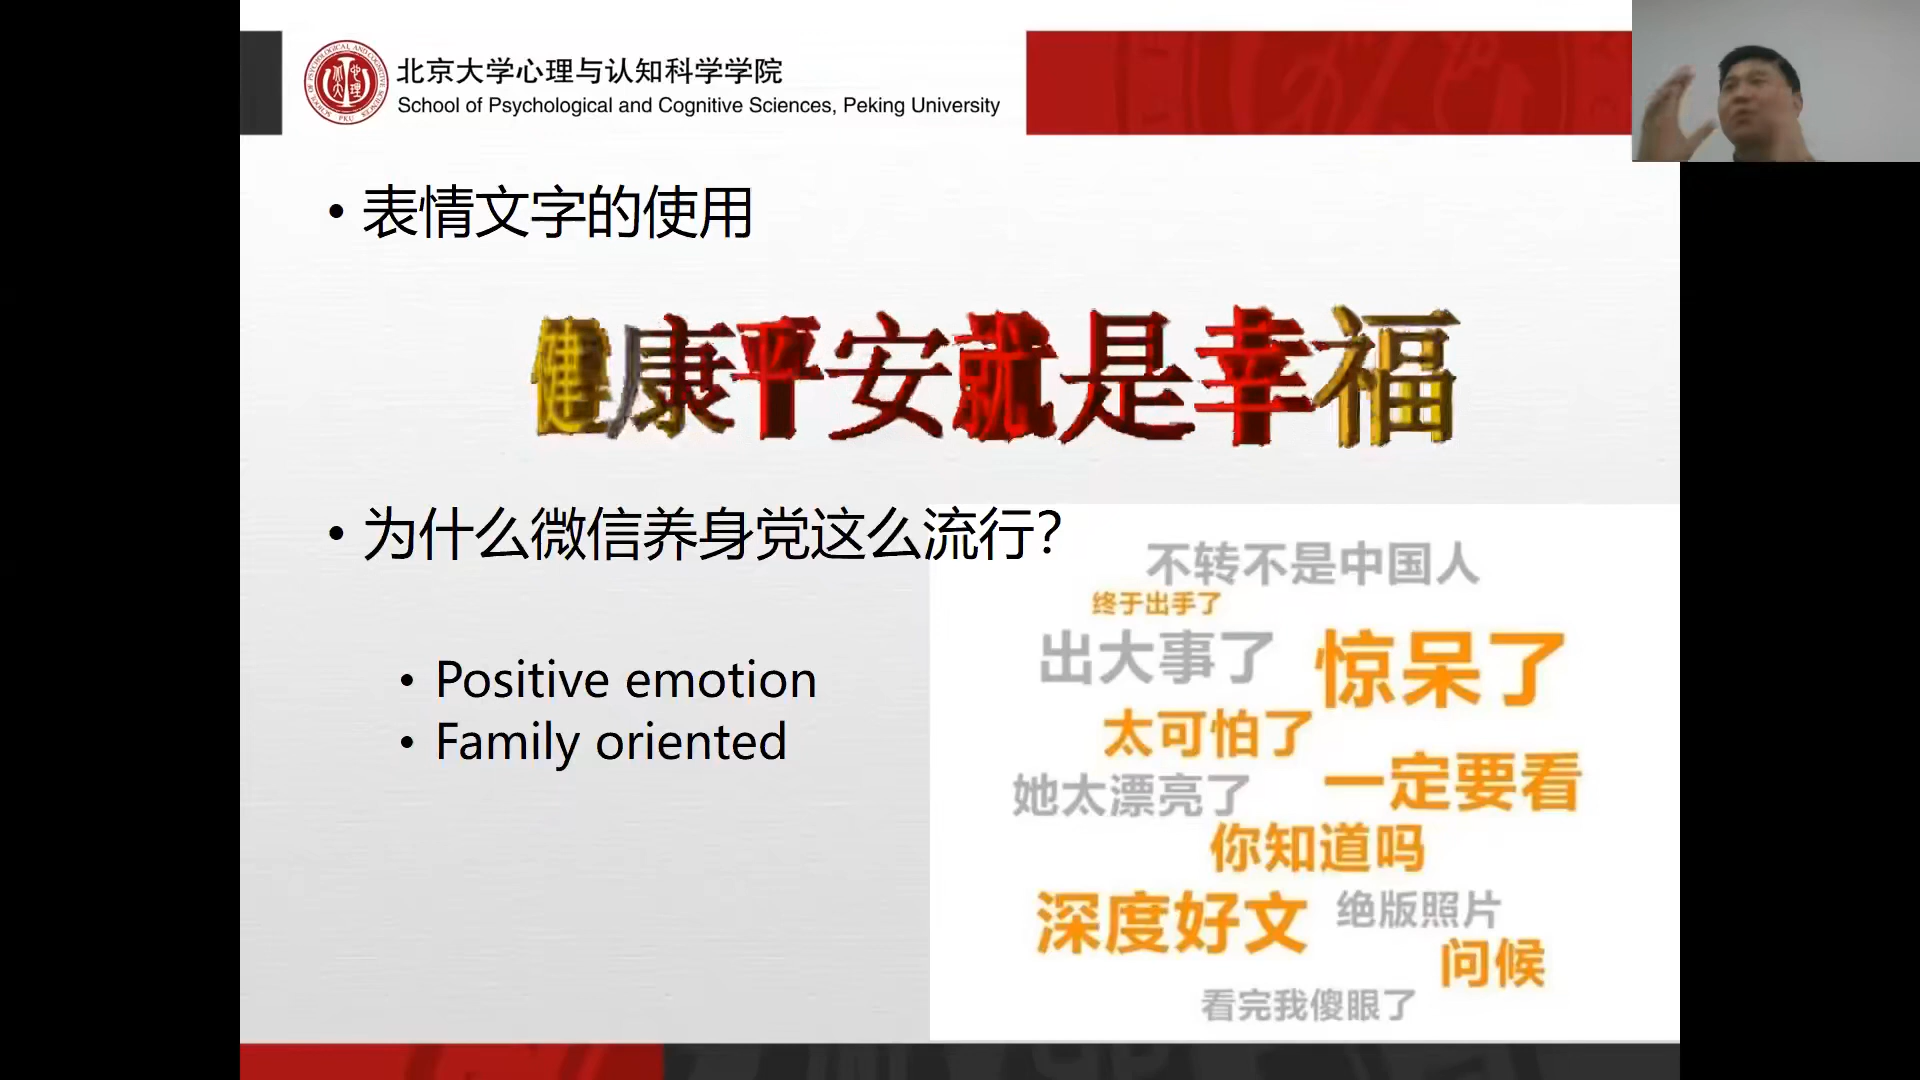 北京大学心理与认知科学学院
School of Psychological and Cognitive Sciences, Peking University
• 表情文字的使用
健康平安就是幸福
• 为什么微信养身党这么流行?
• Positive emotion
• Family oriented
不转不是中国人
终于出手了
出大事了
惊呆了
太可怕了
她太漂亮了
一定要看
你知道吗
深度好文
绝版照片
问候
看完我傻眼了